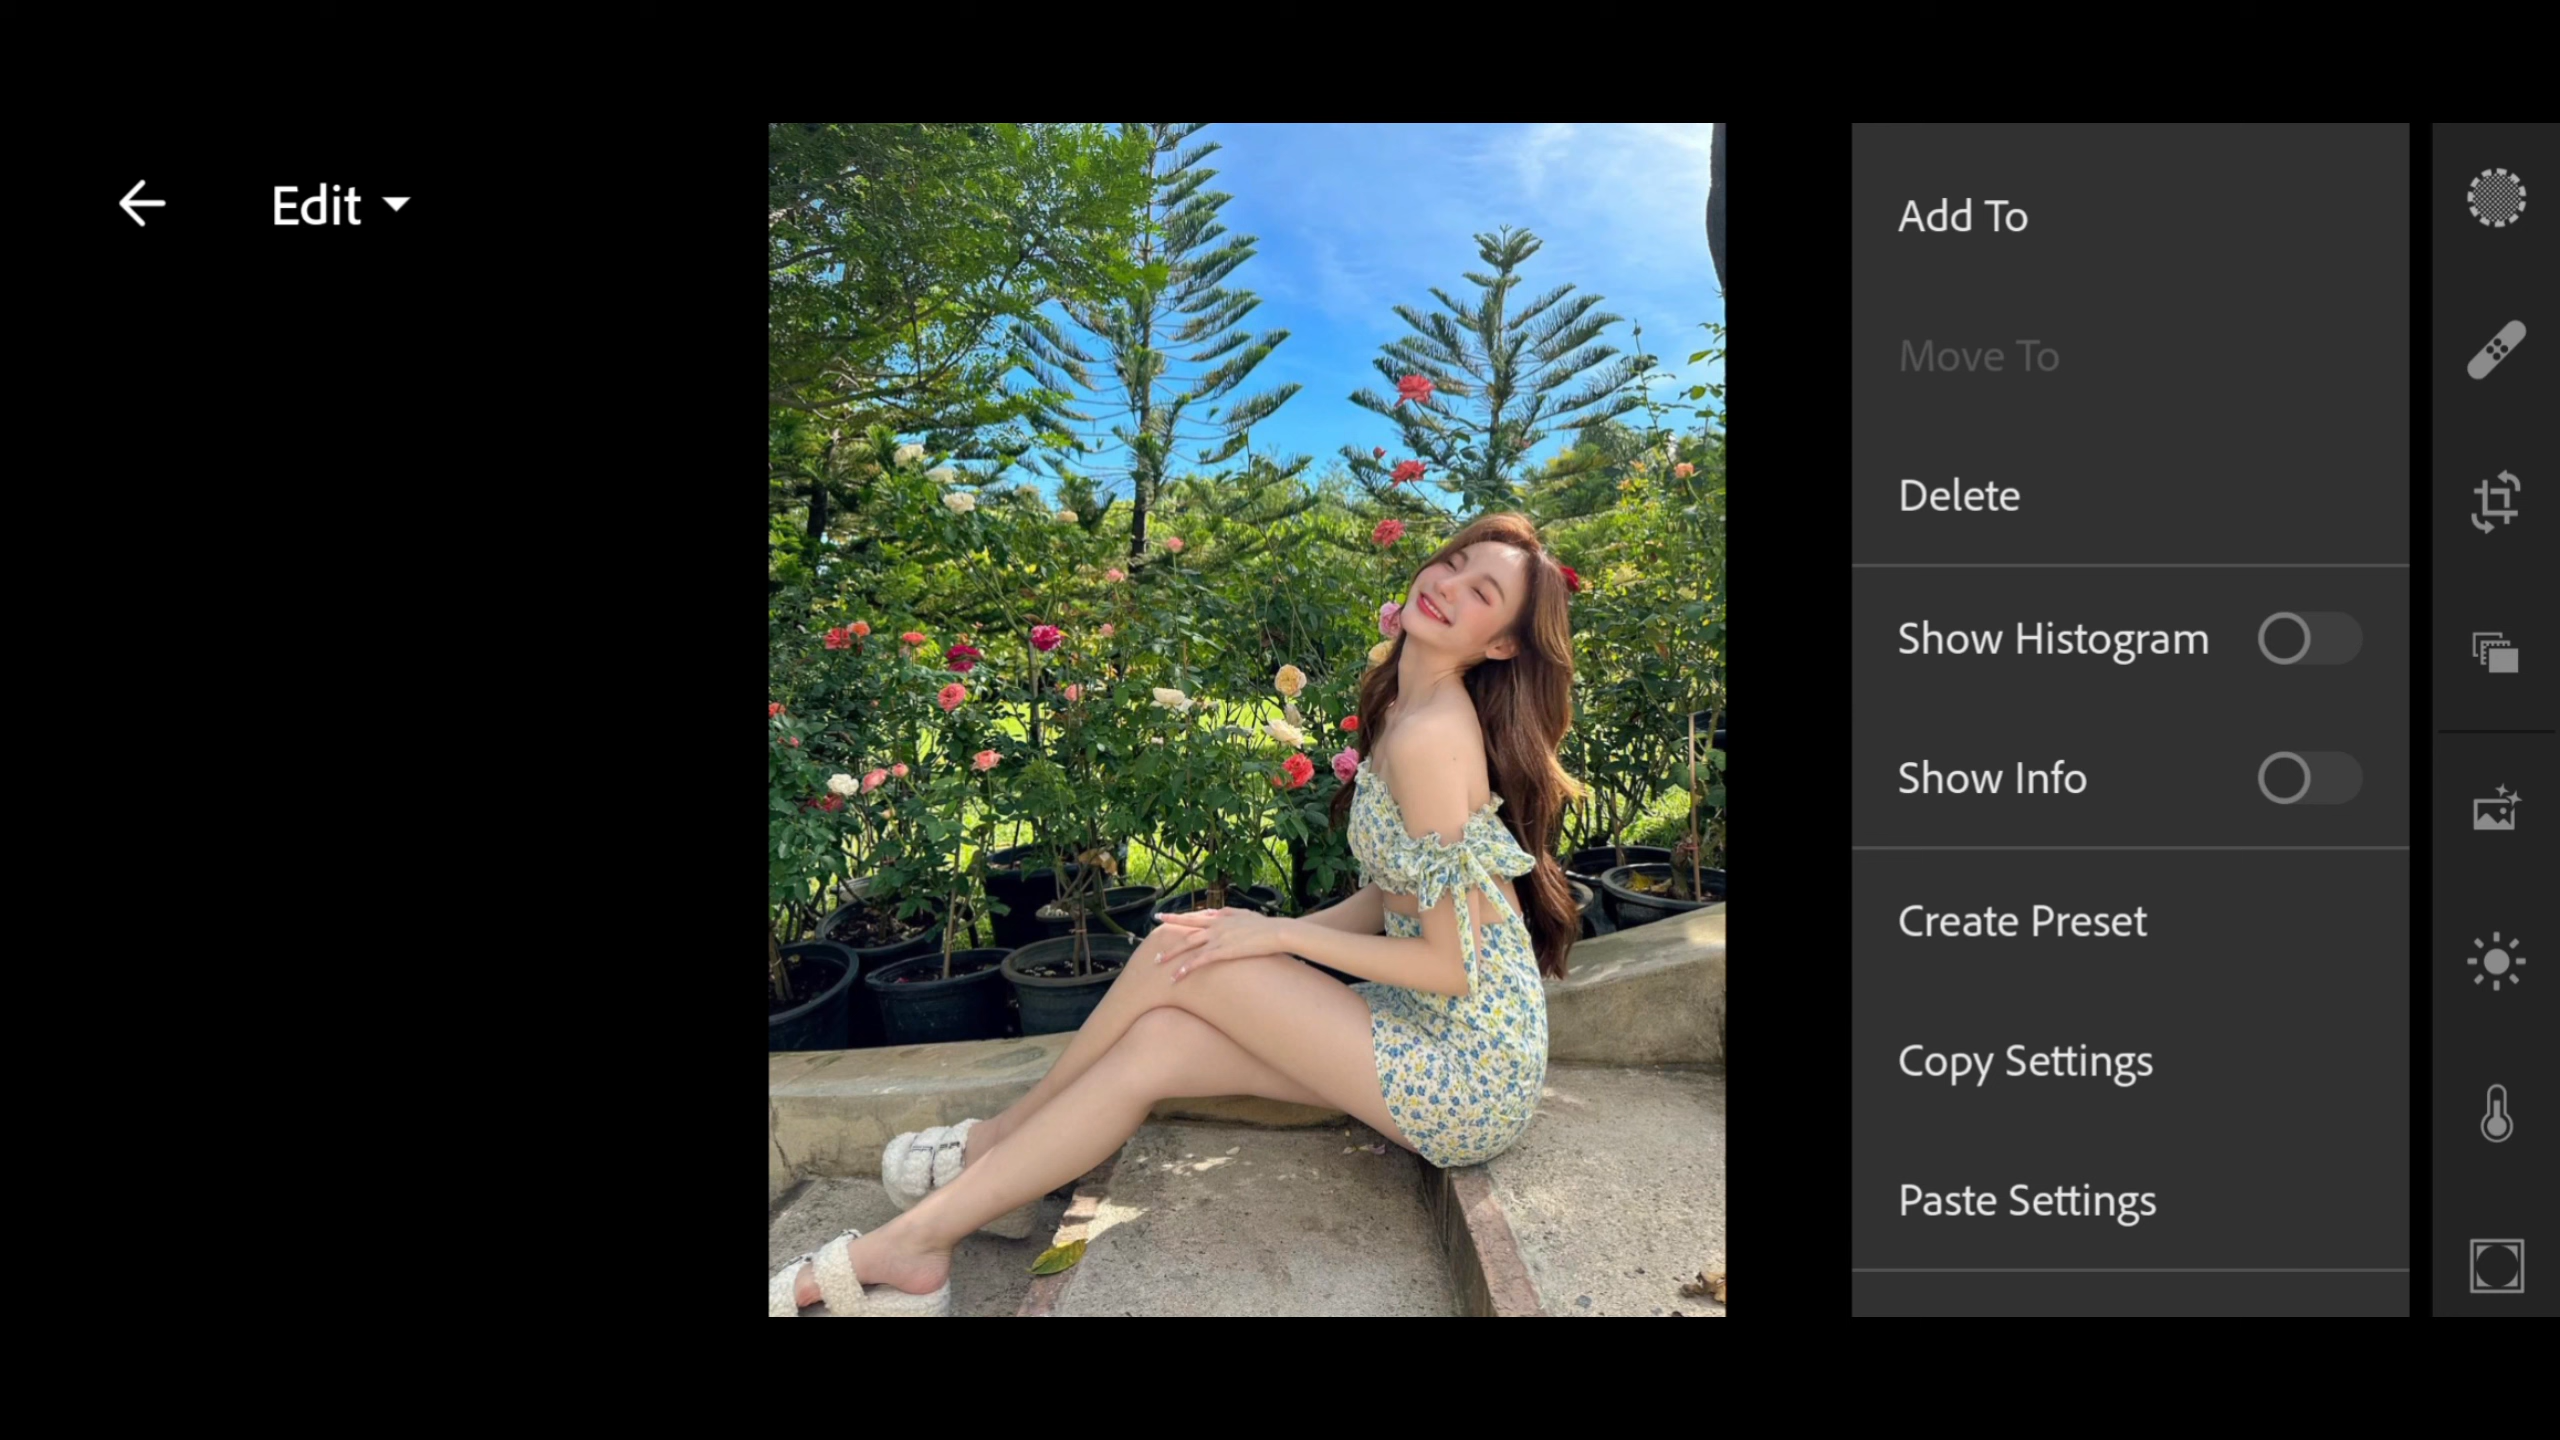 Edit
Add To
Move To
Delete
Show Histogram
Show Info
Create Preset
Copy Settings
Paste Settings